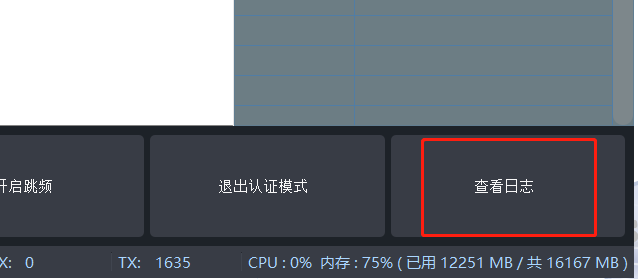 开启跳频 退出认证模式 查看日志
X: 0 TX: 1635 CPU : 0% 内存 : 75% ( 已用 12251 MB / 共 16167 MB )